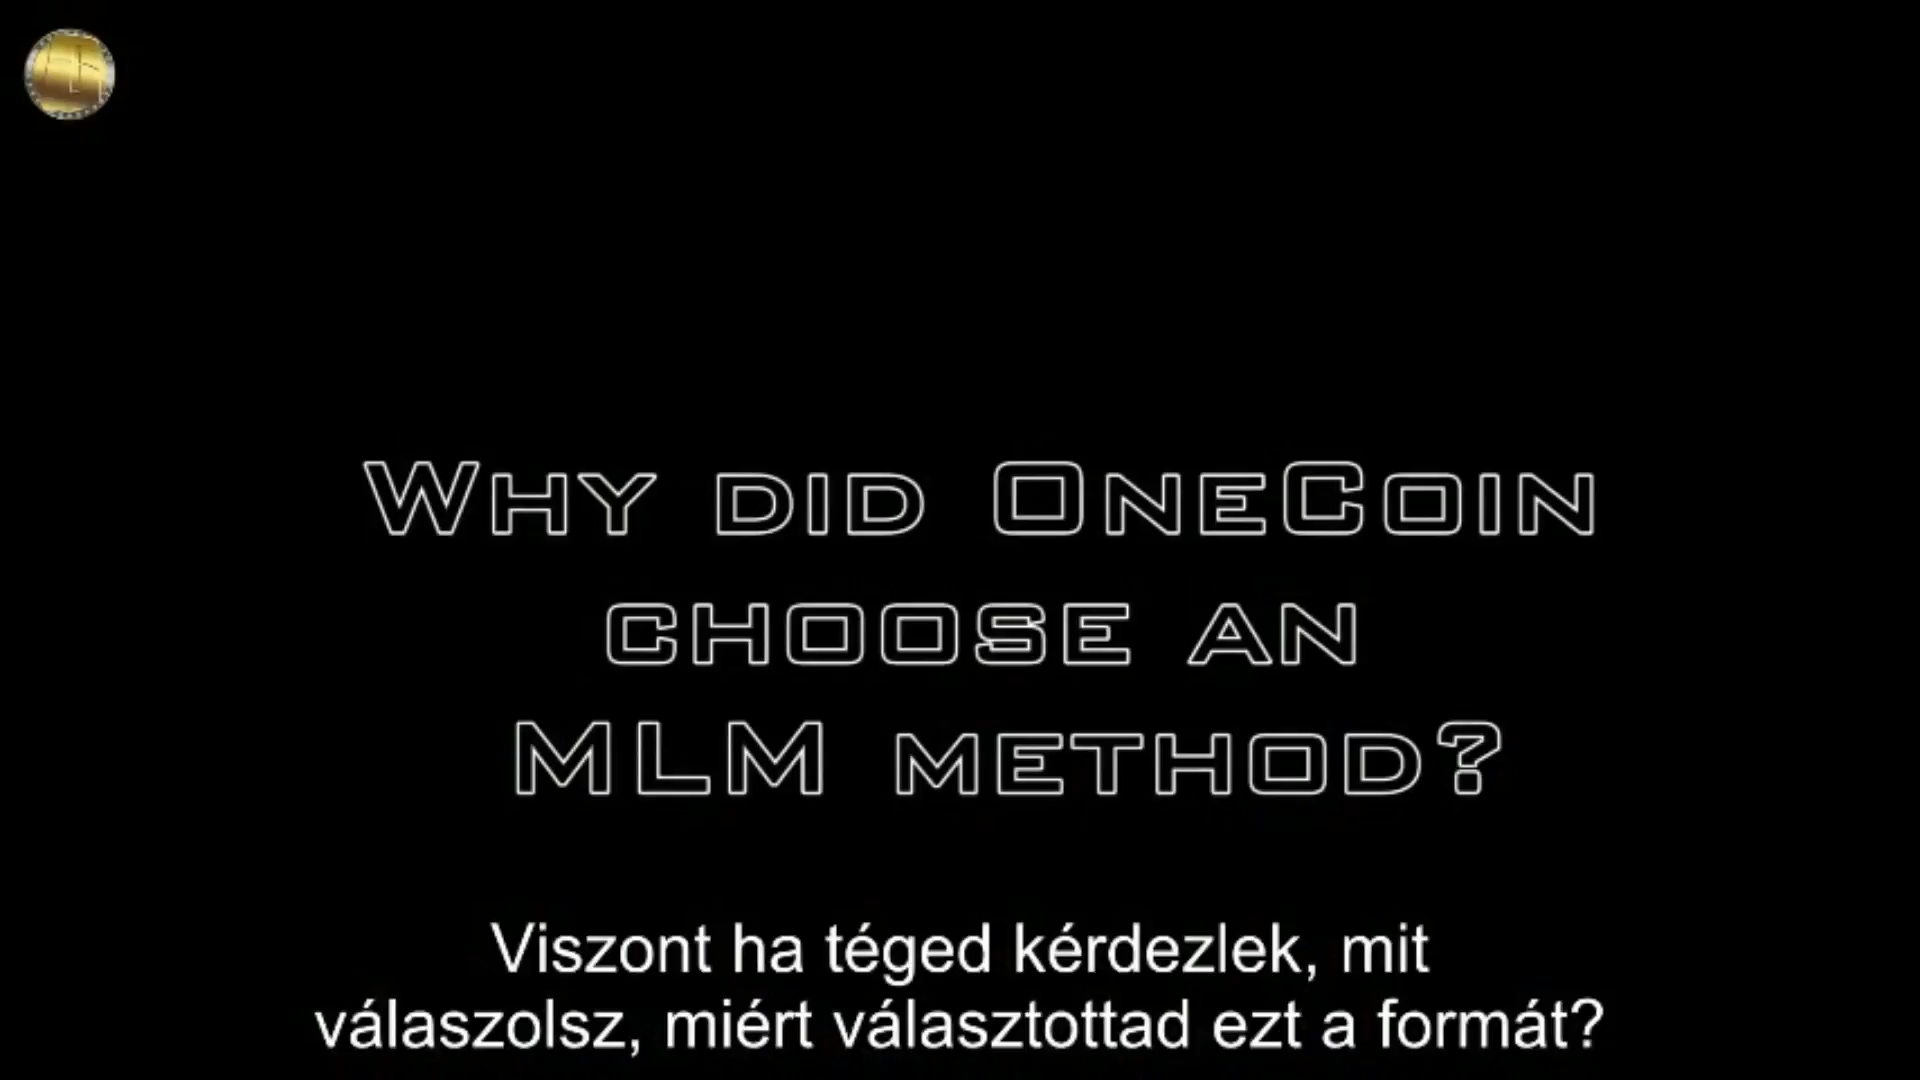 Why did OneCoin
choose an
MLM method?
Viszont ha téged kérdezlek, mit
válaszolsz, miért választottad ezt a formát?